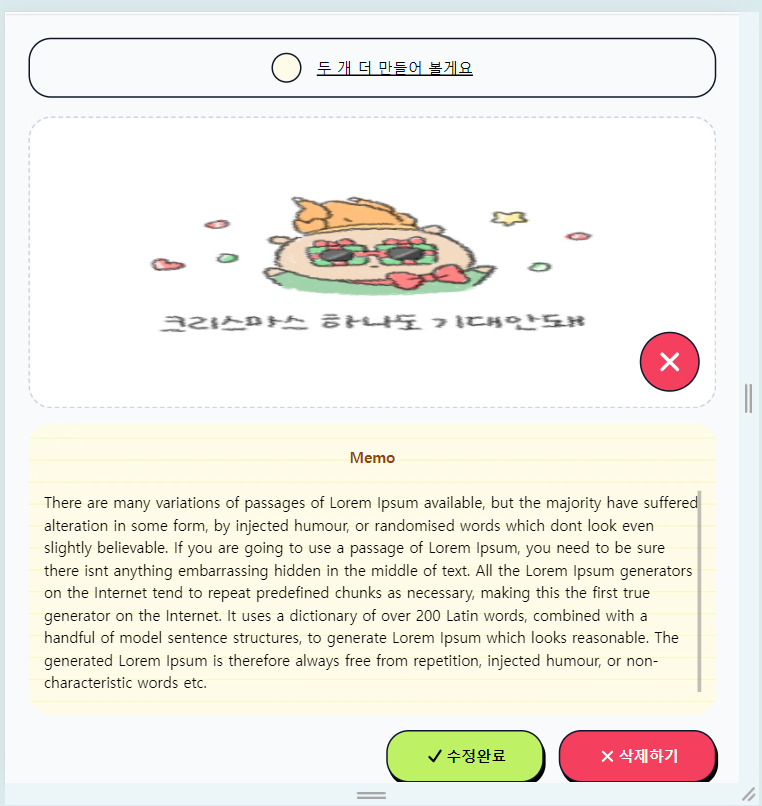 두 개 더 만들어 볼게요
크리스마스 하나도 기대안돼
Memo
There are many variations of passages of Lorem Ipsum available, but the majority have suffered
alteration in some form, by injected humour, or randomised words which dont look even
slightly believable. If you are going to use a passage of Lorem Ipsum, you need to be sure
there isnt anything embarrassing hidden in the middle of text. All the Lorem Ipsum generators
on the Internet tend to repeat predefined chunks as necessary, making this the first true
generator on the Internet. It uses a dictionary of over 200 Latin words, combined with a
handful of model sentence structures, to generate Lorem Ipsum which looks reasonable. The
generated Lorem Ipsum is therefore always free from repetition, injected humour, or non-
characteristic words etc.
수정완료
삭제하기